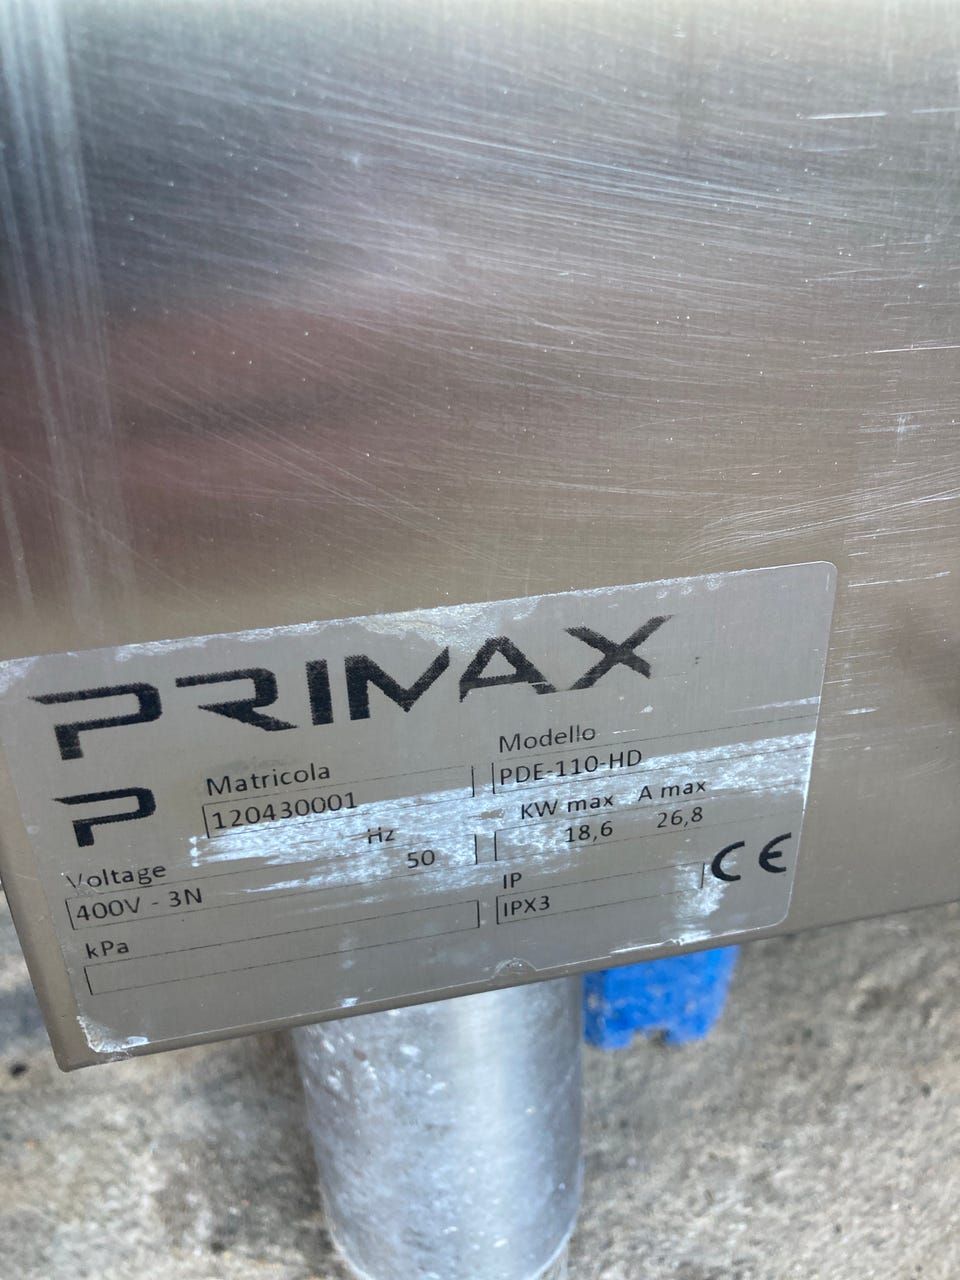 PRIMAX
P
Matricola
120430001
Modello
PDE-110-HD
Voltage
400V - 3N
Hz
50
KW max
18,6
A max
26,8
kPa
IP
IPX3
CE